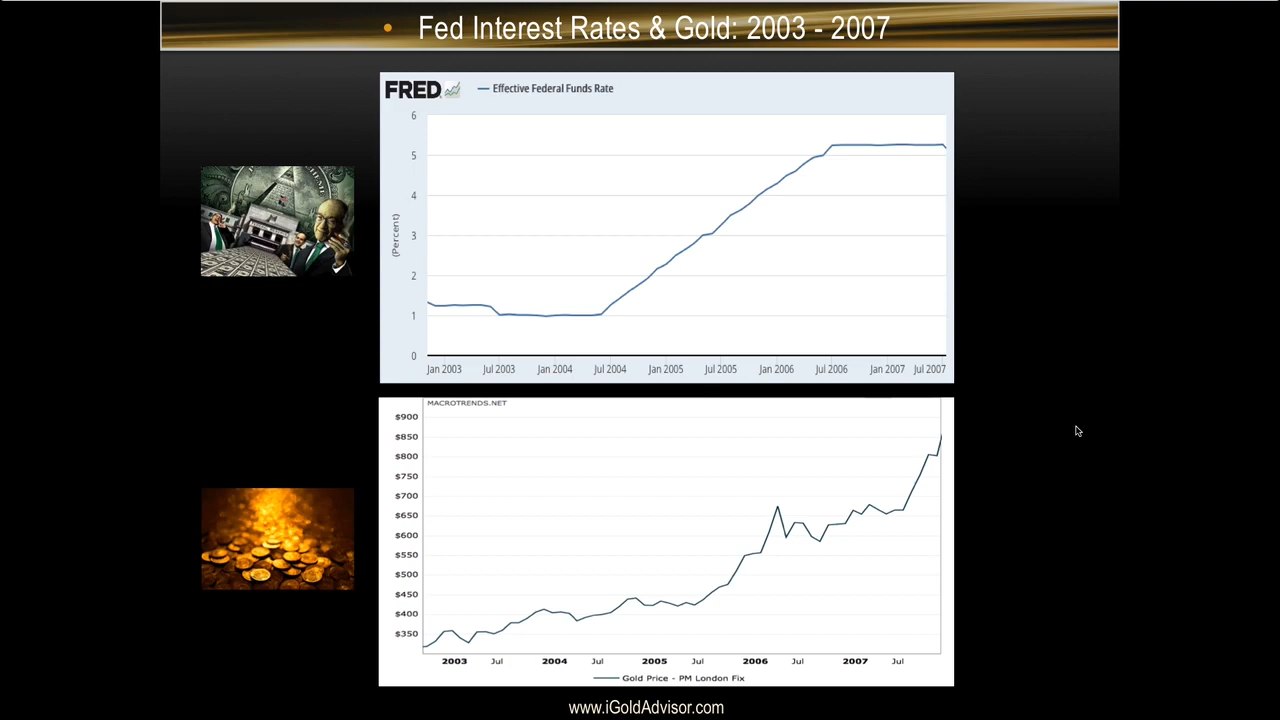 • Fed Interest Rates & Gold: 2003 - 2007
FRED
Effective Federal Funds Rate
6
5
4
3
2
1
0
(Percent)
Jan 2003 Jul 2003 Jan 2004 Jul 2004 Jan 2005 Jul 2005 Jan 2006 Jul 2006 Jan 2007 Jul 2007
MACROTRENDS.NET
$900
$850
$800
$750
$700
$650
$600
$550
$500
$450
$400
$350
2003 Jul 2004 Jul 2005 Jul 2006 Jul 2007 Jul
Gold Price - PM London Fix
www.iGoldAdvisor.com